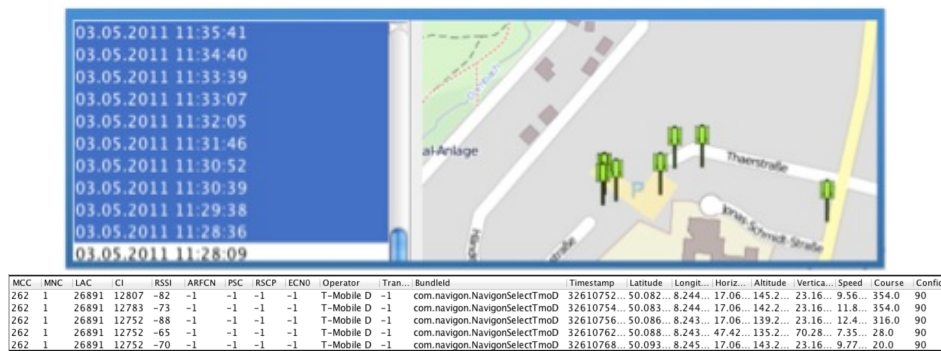 03.05.2011 11:35:41
03.05.2011 11:34:40
03.05.2011 11:33:39
03.05.2011 11:33:07
03.05.2011 11:32:05
03.05.2011 11:31:46
03.05.2011 11:30:52
03.05.2011 11:30:39
03.05.2011 11:29:38
03.05.2011 11:28:36
03.05.2011 11:28:09
al-Anlage
P
Thaerstraße
Jonas-Schmidt-Straße
straße
MCC MNC LAC CI RSSI ARFCN PSC RSCP ECN0 Operator Tran... BundleId Timestamp Latitude Longit... Horiz... Altitude Vertica... Speed Course Confid
262 1 26891 12807 -82 -1 -1 -1 -1 T-Mobile D -1 com.navigon.NavigonSelectTmoD 32610752... 50.082... 8.244... 17.06... 145.2... 23.16... 9.56... 354.0 90
262 1 26891 12783 -73 -1 -1 -1 -1 T-Mobile D -1 com.navigon.NavigonSelectTmoD 32610754... 50.083... 8.244... 17.06... 142.2... 23.16... 11.8... 354.0 90
262 1 26891 12752 -88 -1 -1 -1 -1 T-Mobile D -1 com.navigon.NavigonSelectTmoD 32610756... 50.086... 8.243... 17.06... 139.2... 23.16... 12.4... 316.0 90
262 1 26891 12752 -65 -1 -1 -1 -1 T-Mobile D -1 com.navigon.NavigonSelectTmoD 32610762... 50.088... 8.243... 47.42... 135.2... 70.28... 7.35... 28.0 90
262 1 26891 12752 -70 -1 -1 -1 -1 T-Mobile D -1 com.navigon.NavigonSelectTmoD 32610768... 50.093... 8.245... 17.06... 143.2... 23.16... 9.77... 20.0 90